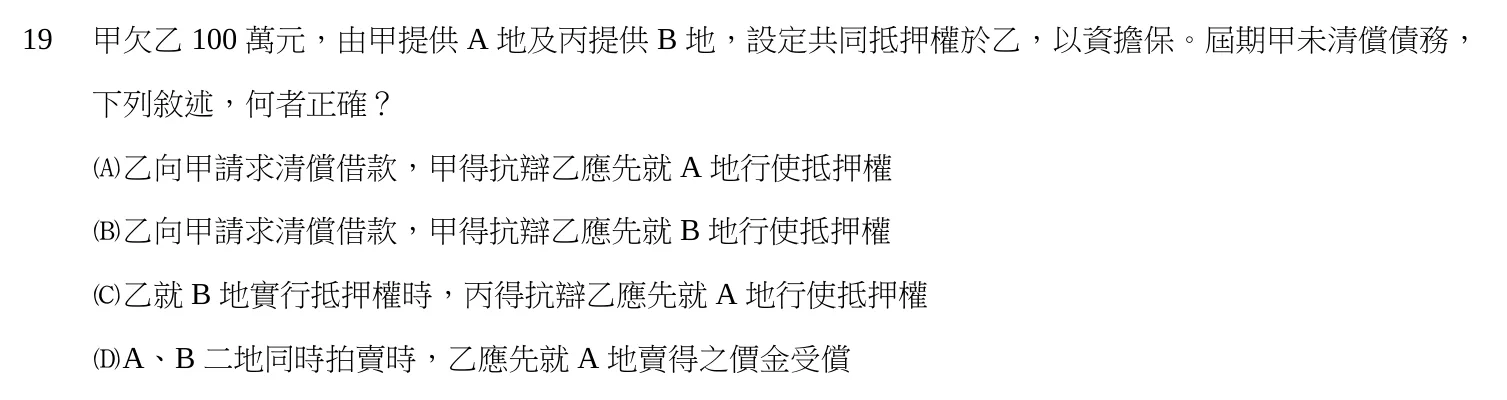 19 甲欠乙 100 萬元，由甲提供 A 地及丙提供 B 地，設定共同抵押權於乙，以資擔保。屆期甲未清償債務，
下列敘述，何者正確？
(A)乙向甲請求清償借款，甲得抗辯乙應先就 A 地行使抵押權
(B)乙向甲請求清償借款，甲得抗辯乙應先就 B 地行使抵押權
(C)乙就 B 地實行抵押權時，丙得抗辯乙應先就 A 地行使抵押權
(D)A、B 二地同時拍賣時，乙應先就 A 地賣得之價金受償